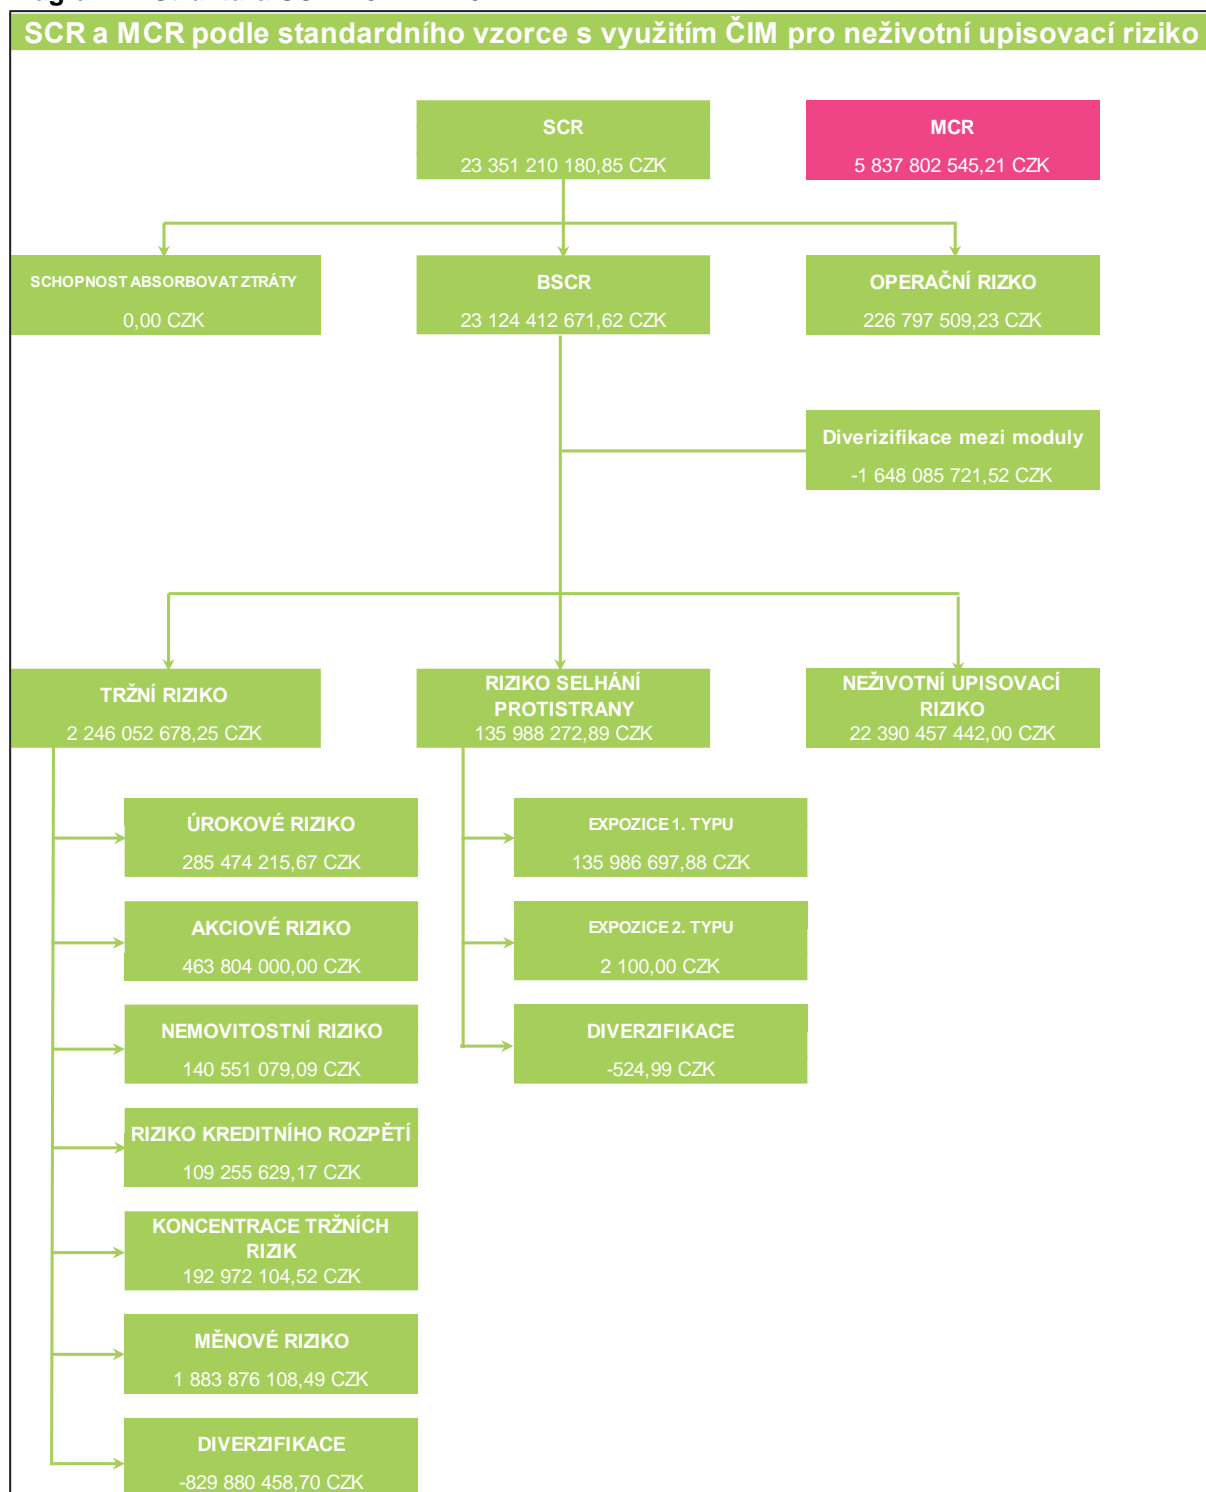 SCR a MCR podle standardního vzorce s využitím ČIM pro neživotní upisovací riziko
SCR
23 351 210 180,85 CZK
MCR
5 837 802 545,21 CZK
SCHOPNOST ABSORBOVAT ZTRÁTY
0,00 CZK
BSCR
23 124 412 671,62 CZK
OPERAČNÍ RIZKO
226 797 509,23 CZK
Diverizifikace mezi moduly
-1 648 085 721,52 CZK
TRŽNÍ RIZIKO
2 246 052 678,25 CZK
RIZIKO SELHÁNÍ
PROTISTRANY
135 988 272,89 CZK
NEŽIVOTNÍ UPISOVACÍ
RIZIKO
22 390 457 442,00 CZK
ÚROKOVÉ RIZIKO
285 474 215,67 CZK
EXPOZICE 1. TYPU
135 986 697,88 CZK
AKCIOVÉ RIZIKO
463 804 000,00 CZK
EXPOZICE 2. TYPU
2 100,00 CZK
NEMOVITOSTNÍ RIZIKO
140 551 079,09 CZK
DIVERZIFIKACE
-524,99 CZK
RIZIKO KREDITNÍHO ROZPĚTÍ
109 255 629,17 CZK
KONCENTRACE TRŽNÍCH
RIZIK
192 972 104,52 CZK
MĚNOVÉ RIZIKO
1 883 876 108,49 CZK
DIVERZIFIKACE
-829 880 458,70 CZK